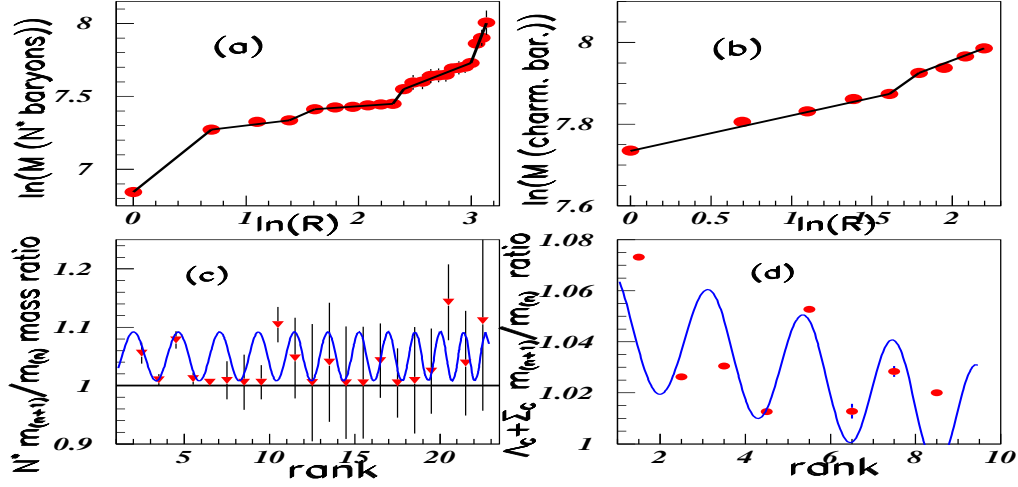 ln(M (N* baryons))
8
7.5
7
(a)
0
1
2
3
ln(R)
ln(M (charm. bar.))
8
7.8
7.6
(b)
0
0.5
1
1.5
2
ln(R)
N* m(n+1)/m(n) mass ratio
1.2
1.1
1
0.9
(c)
5
10
15
20
rank
Λc+Σc m(n+1)/m(n) ratio
1.08
1.06
1.04
1.02
1
(d)
2
4
6
8
10
rank